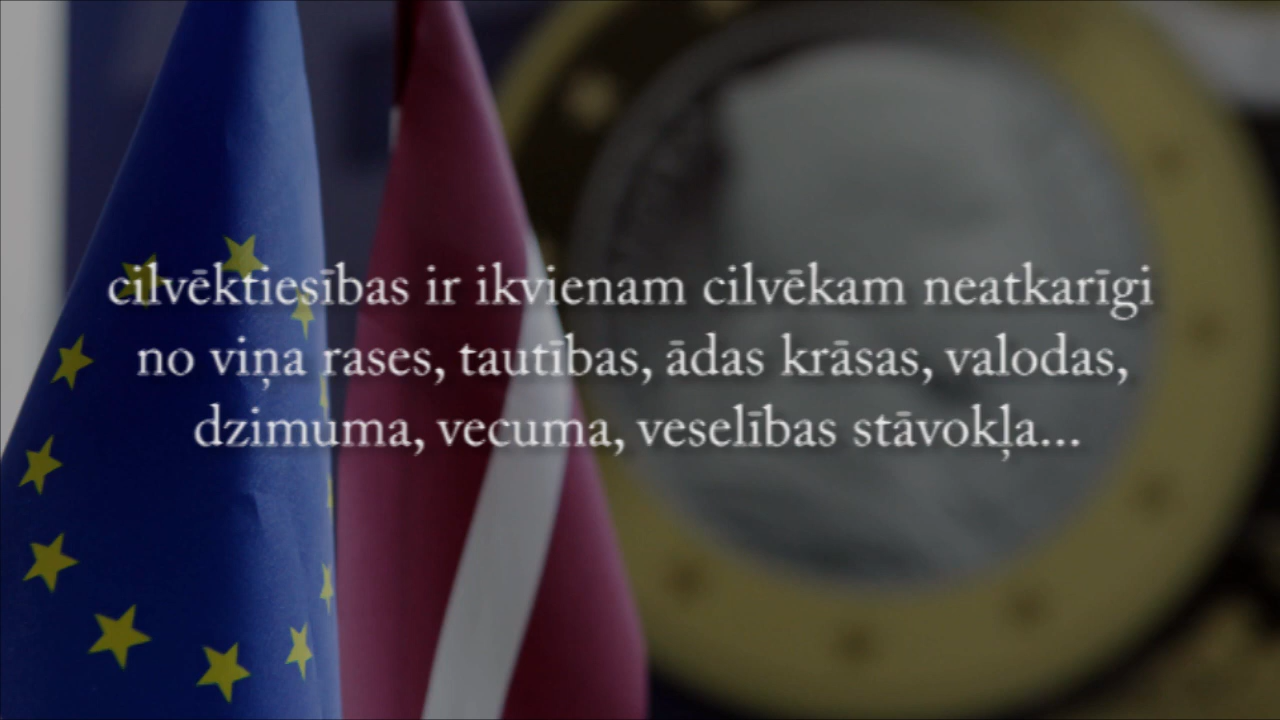 cilvēktiesības ir ikvienam cilvēkam neatkarīgi
no viņa rases, tautības, ādas krāsas, valodas,
dzimuma, vecuma, veselības stāvokļa...